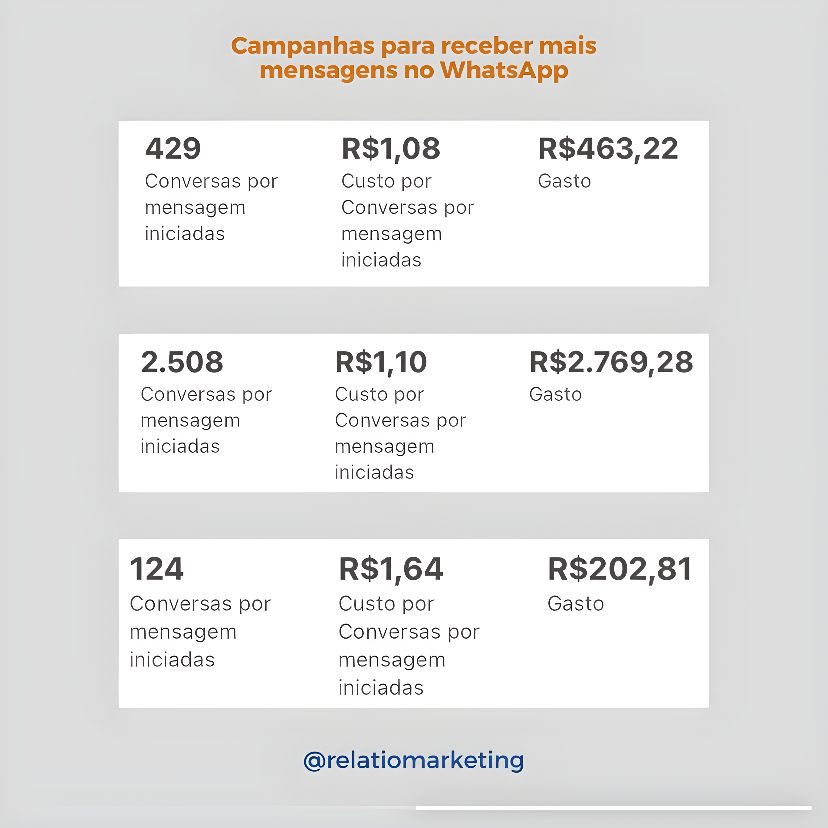 Campanhas para receber mais
mensagens no WhatsApp
429
Conversas por
mensagem
iniciadas
R$1,08
Custo por
Conversas por
mensagem
iniciadas
R$463,22
Gasto
2.508
Conversas por
mensagem
iniciadas
R$1,10
Custo por
Conversas por
mensagem
iniciadas
R$2.769,28
Gasto
124
Conversas por
mensagem
iniciadas
R$1,64
Custo por
Conversas por
mensagem
iniciadas
R$202,81
Gasto
@relatiomarketing